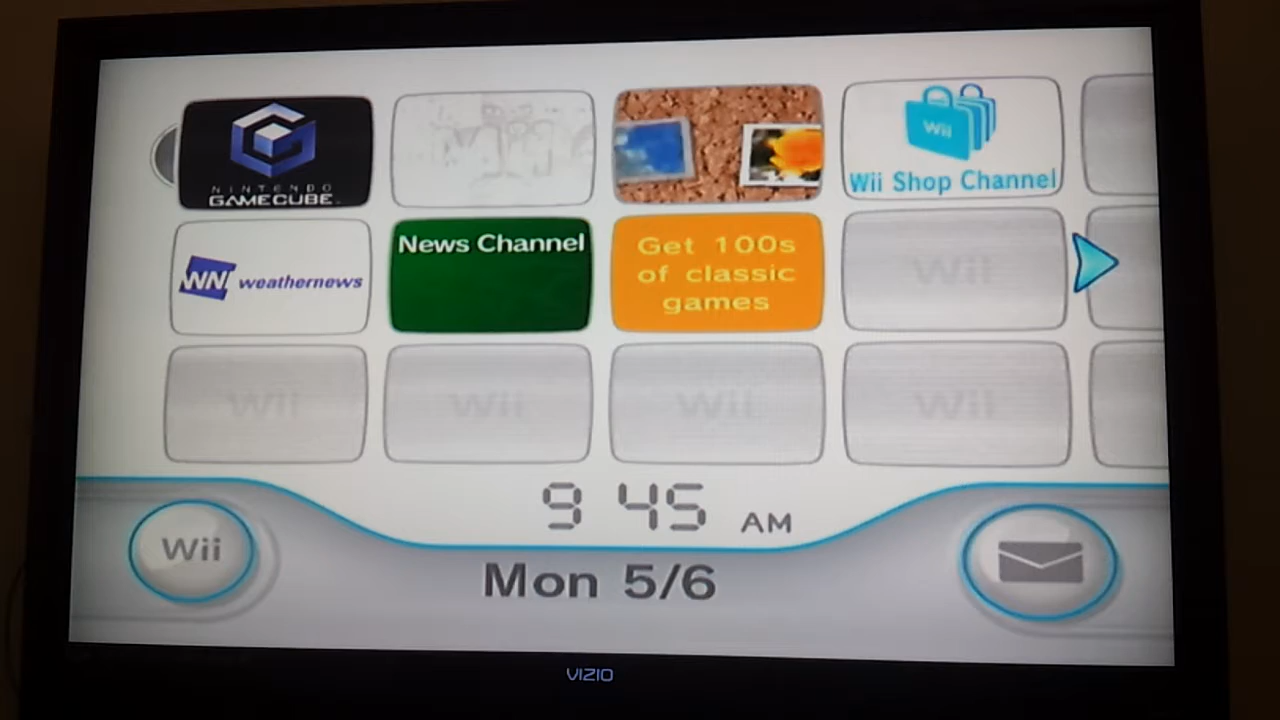 NINTENDO
GAMECUBE
Mii
Wii
Wii Shop Channel
WN weathernews
News Channel
Get 100s
of classic
games
Wii
Wii
Wii
Wii
Wii
9 45 AM
Wii
Mon 5/6
VIZIO